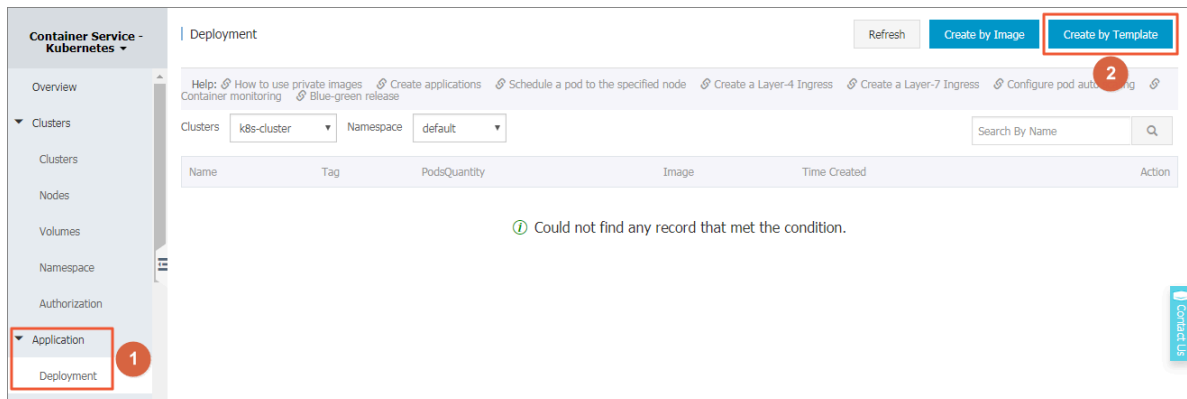 Container Service -
Kubernetes
Overview
Clusters
Clusters
Nodes
Volumes
Namespace
Authorization
Application
Deployment
1
Deployment
Refresh
Create by Image
Create by Template
2
Help: How to use private images Create applications Schedule a pod to the specified node Create a Layer-4 Ingress Create a Layer-7 Ingress Configure pod
Container monitoring Blue-green release
Clusters k8s-cluster Namespace default
Search By Name
Name Tag PodsQuantity Image Time Created Action
Could not find any record that met the condition.
Contact Us